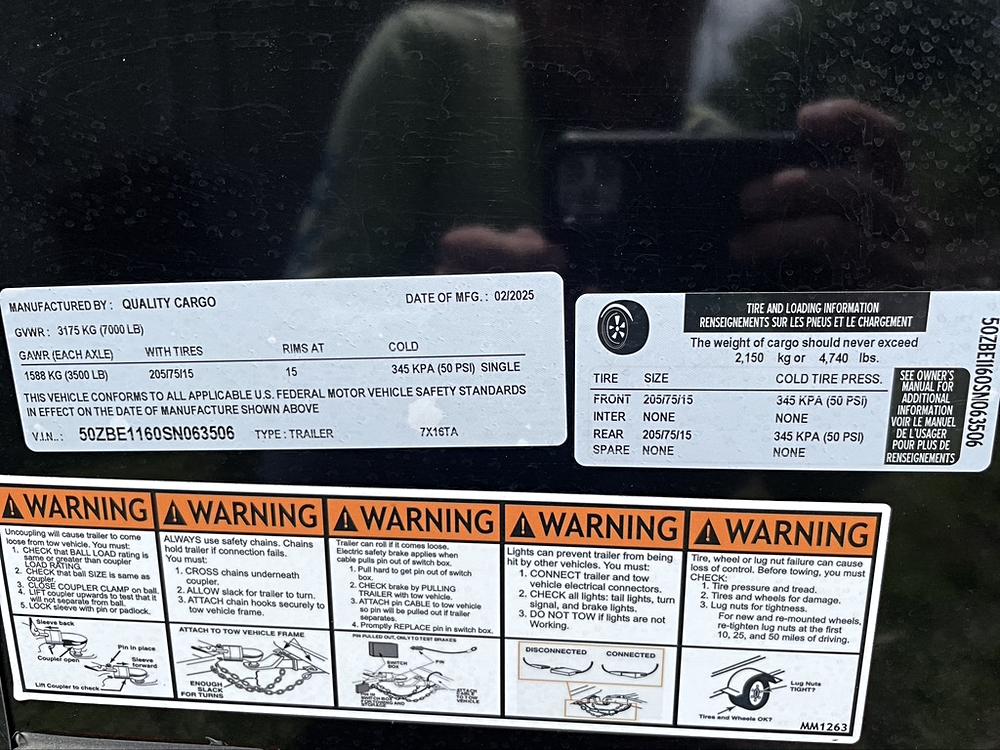 MANUFACTURED BY : QUALITY CARGO DATE OF MFG. : 02/2025
GVWR : 3175 KG (7000 LB)
GAWR (EACH AXLE) WITH TIRES RIMS AT COLD
1588 KG (3500 LB) 205/75/15 15 345 KPA (50 PSI) SINGLE
THIS VEHICLE CONFORMS TO ALL APPLICABLE U.S. FEDERAL MOTOR VEHICLE SAFETY STANDARDS
IN EFFECT ON THE DATE OF MANUFACTURE SHOWN ABOVE
V.I.N..: 50ZBE1160SN063506 TYPE : TRAILER 7X16TA
TIRE AND LOADING INFORMATION
RENSEIGNEMENTS SUR LES PNEUS ET LE CHARGEMENT
The weight of cargo should never exceed
2,150 kg or 4,740 lbs.
TIRE SIZE COLD TIRE PRESS.
FRONT 205/75/15 345 KPA (50 PSI)
INTER NONE NONE
REAR 205/75/15 345 KPA (50 PSI)
SPARE NONE NONE
SEE OWNER'S
MANUAL FOR
ADDITIONAL
INFORMATION
VOIR LE MANUEL
DE L'USAGER
POUR PLUS DE
RENSEIGNEMENTS
50ZBE1160SN063506
WARNING
Uncoupling will cause trailer to come
loose from tow vehicle. You must:
1. CHECK that BALL LOAD rating is
same or greater than coupler
LOAD RATING.
2. CHECK that ball SIZE is same as
coupler.
3. CLOSE COUPLER CLAMP on ball.
4. LIFT coupler upwards to test that it
will not separate from ball.
5. LOCK sleeve with pin or padlock.
Sleeve back
Coupler open
Pin in place
Sleeve
forward
Lift Coupler to check
WARNING
ALWAYS use safety chains. Chains
hold trailer if connection fails.
You must:
1. CROSS chains underneath
coupler.
2. ALLOW slack for trailer to turn.
3. ATTACH chain hooks securely to
tow vehicle frame.
ATTACH TO TOW VEHICLE FRAME
ENOUGH
SLACK
FOR TURNS
WARNING
Trailer can roll if it comes loose.
Electric safety brake applies when
cable pulls pin out of switch box.
1. Pull hard to get pin out of switch
box.
2. CHECK brake by PULLING
TRAILER with tow vehicle.
3. ATTACH pin CABLE to tow vehicle
so pin will be pulled out if trailer
separates.
4. Promptly REPLACE pin in switch box.
PIN PULLED OUT, ONLY TO TEST BRAKES
SWITCH
BOX
PIN
PIN IN
SWITCH BOX
FOR TOWING AND
STORAGE
ATTACH
CABLE
TO TOW
VEHICLE
WARNING
Lights can prevent trailer from being
hit by other vehicles. You must:
1. CONNECT trailer and tow
vehicle electrical connectors.
2. CHECK all lights: tail lights, turn
signal, and brake lights.
3. DO NOT TOW if lights are not
Working.
DISCONNECTED CONNECTED
WARNING
Tire, wheel or lug nut failure can cause
loss of control. Before towing, you must
CHECK:
1. Tire pressure and tread.
2. Tires and wheels for damage.
3. Lug nuts for tightness.
For new and re-mounted wheels,
re-tighten lug nuts at the first
10, 25, and 50 miles of driving.
Lug Nuts
TIGHT?
Tires and Wheels OK?
MM1263